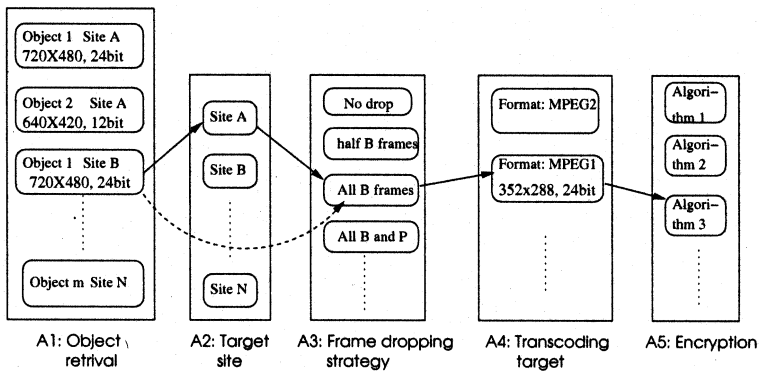 Object 1 Site A
720X480, 24bit
Object 2 Site A
640X420, 12bit
Object 1 Site B
720X480, 24bit
Object m Site N
A1: Object
retrival
Site A
Site B
Site N
A2: Target
site
No drop
half B frames
All B frames
All B and P
A3: Frame dropping
strategy
Format: MPEG2
Format: MPEG1
352x288, 24bit
A4: Transcoding
target
Algori-
thm 1
Algori-
thm 2
Algori-
thm 3
A5: Encryption